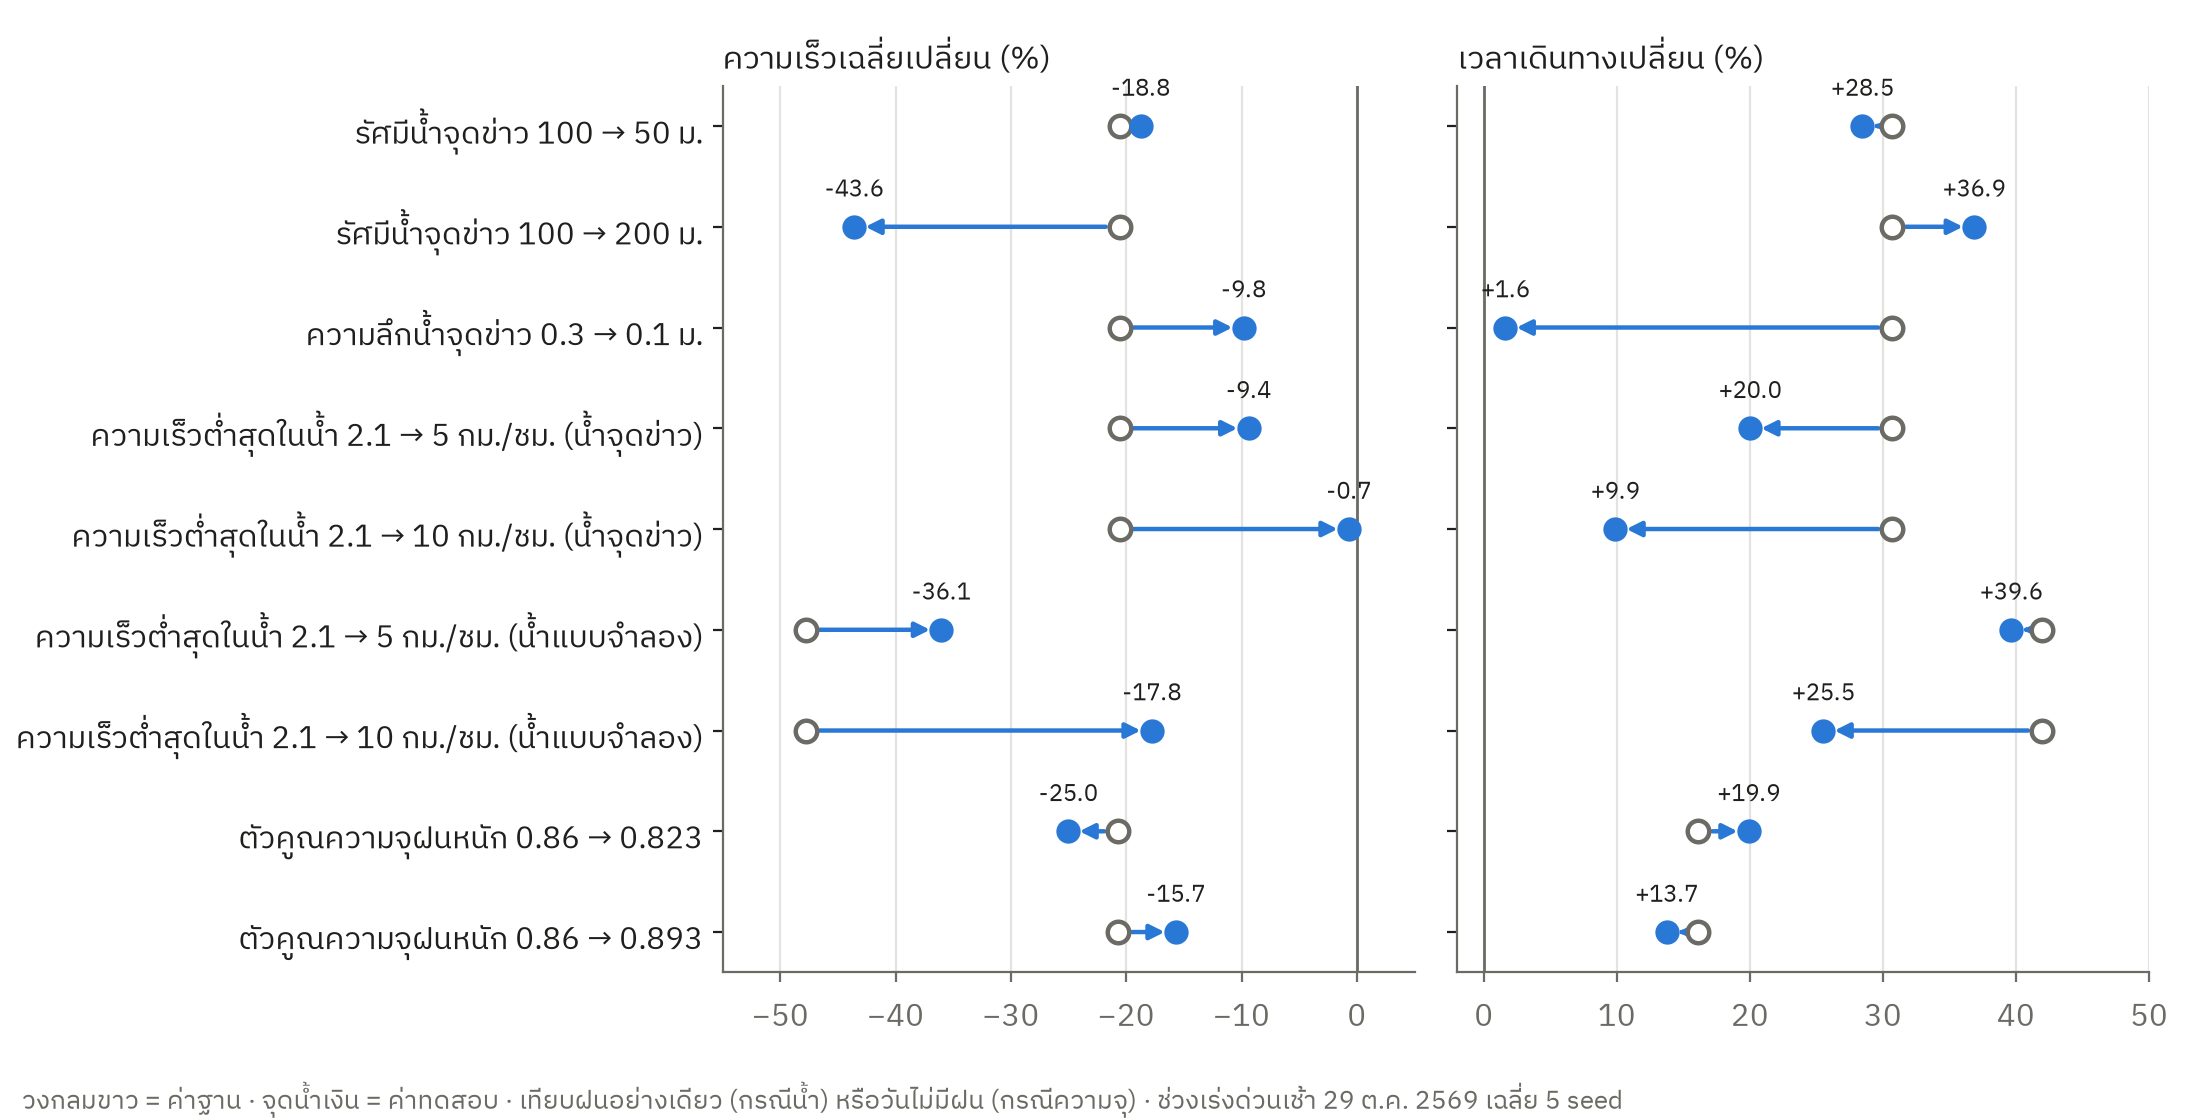 ความเร็วเฉลี่ยเปลี่ยน (%)
เวลาเดินทางเปลี่ยน (%)
รัศมีน้ำจุดข่าว 100 → 50 ม.
-18.8
+28.5
รัศมีน้ำจุดข่าว 100 → 200 ม.
-43.6
+36.9
ความลึกน้ำจุดข่าว 0.3 → 0.1 ม.
-9.8
+1.6
ความเร็วต่ำสุดในน้ำ 2.1 → 5 กม./ชม. (น้ำจุดข่าว)
-9.4
+20.0
ความเร็วต่ำสุดในน้ำ 2.1 → 10 กม./ชม. (น้ำจุดข่าว)
-0.7
+9.9
ความเร็วต่ำสุดในน้ำ 2.1 → 5 กม./ชม. (น้ำแบบจำลอง)
-36.1
+39.6
ความเร็วต่ำสุดในน้ำ 2.1 → 10 กม./ชม. (น้ำแบบจำลอง)
-17.8
+25.5
ตัวคูณความจุฝนหนัก 0.86 → 0.823
-25.0
+19.9
ตัวคูณความจุฝนหนัก 0.86 → 0.893
-15.7
+13.7
−50 −40 −30 −20 −10 0
0 10 20 30 40 50
วงกลมขาว = ค่าฐาน · จุดน้ำเงิน = ค่าทดสอบ · เทียบฝนอย่างเดียว (กรณีน้ำ) หรือวันไม่มีฝน (กรณีความจุ) · ช่วงเร่งด่วนเช้า 29 ต.ค. 2569 เฉลี่ย 5 seed